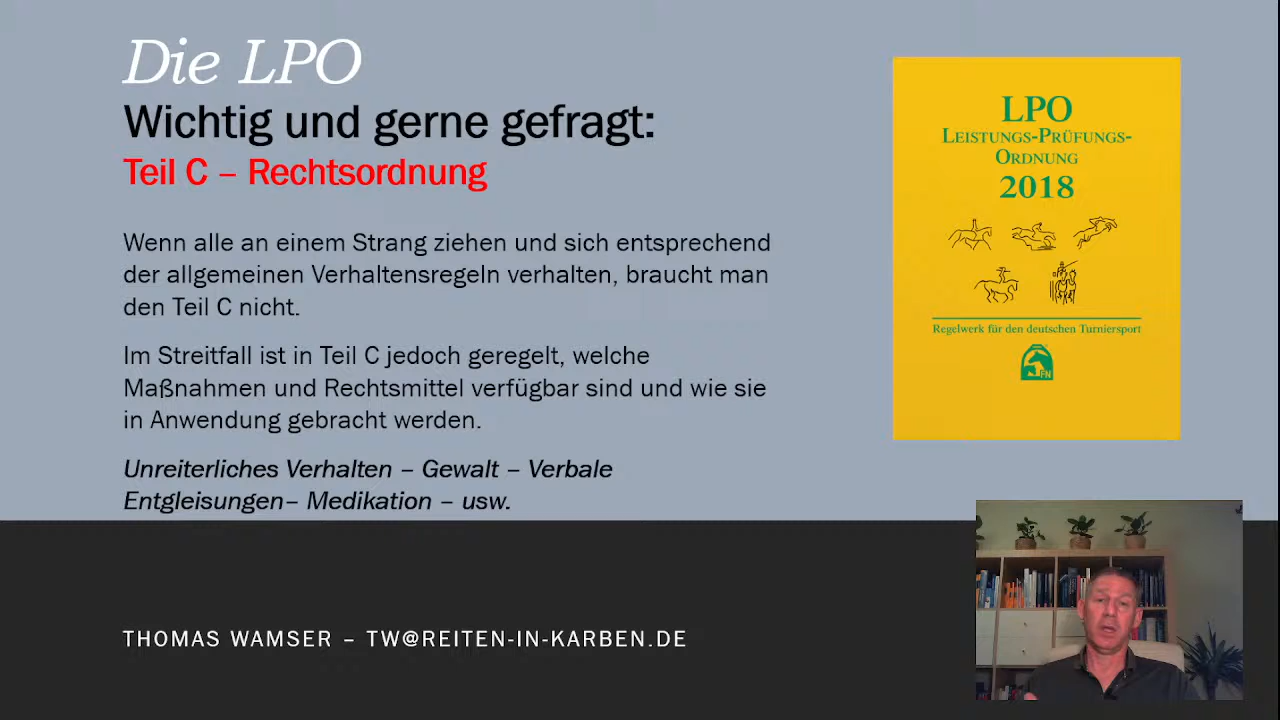 Die LPO
Wichtig und gerne gefragt:
Teil C – Rechtsordnung
Wenn alle an einem Strang ziehen und sich entsprechend
der allgemeinen Verhaltensregeln verhalten, braucht man
den Teil C nicht.
Im Streitfall ist in Teil C jedoch geregelt, welche
Maßnahmen und Rechtsmittel verfügbar sind und wie sie
in Anwendung gebracht werden.
Unreiterliches Verhalten – Gewalt – Verbale
Entgleisungen– Medikation – usw.
THOMAS WAMSER – TW@REITEN-IN-KARBEN.DE
LPO
LEISTUNGS-PRÜFUNGS-
ORDNUNG
2018
Regelwerk für den deutschen Turniersport
FN